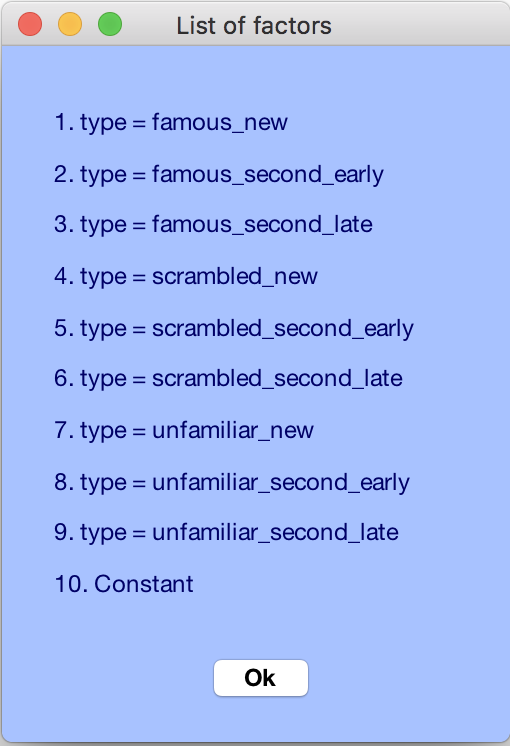 List of factors
1. type = famous_new
2. type = famous_second_early
3. type = famous_second_late
4. type = scrambled_new
5. type = scrambled_second_early
6. type = scrambled_second_late
7. type = unfamiliar_new
8. type = unfamiliar_second_early
9. type = unfamiliar_second_late
10. Constant
Ok